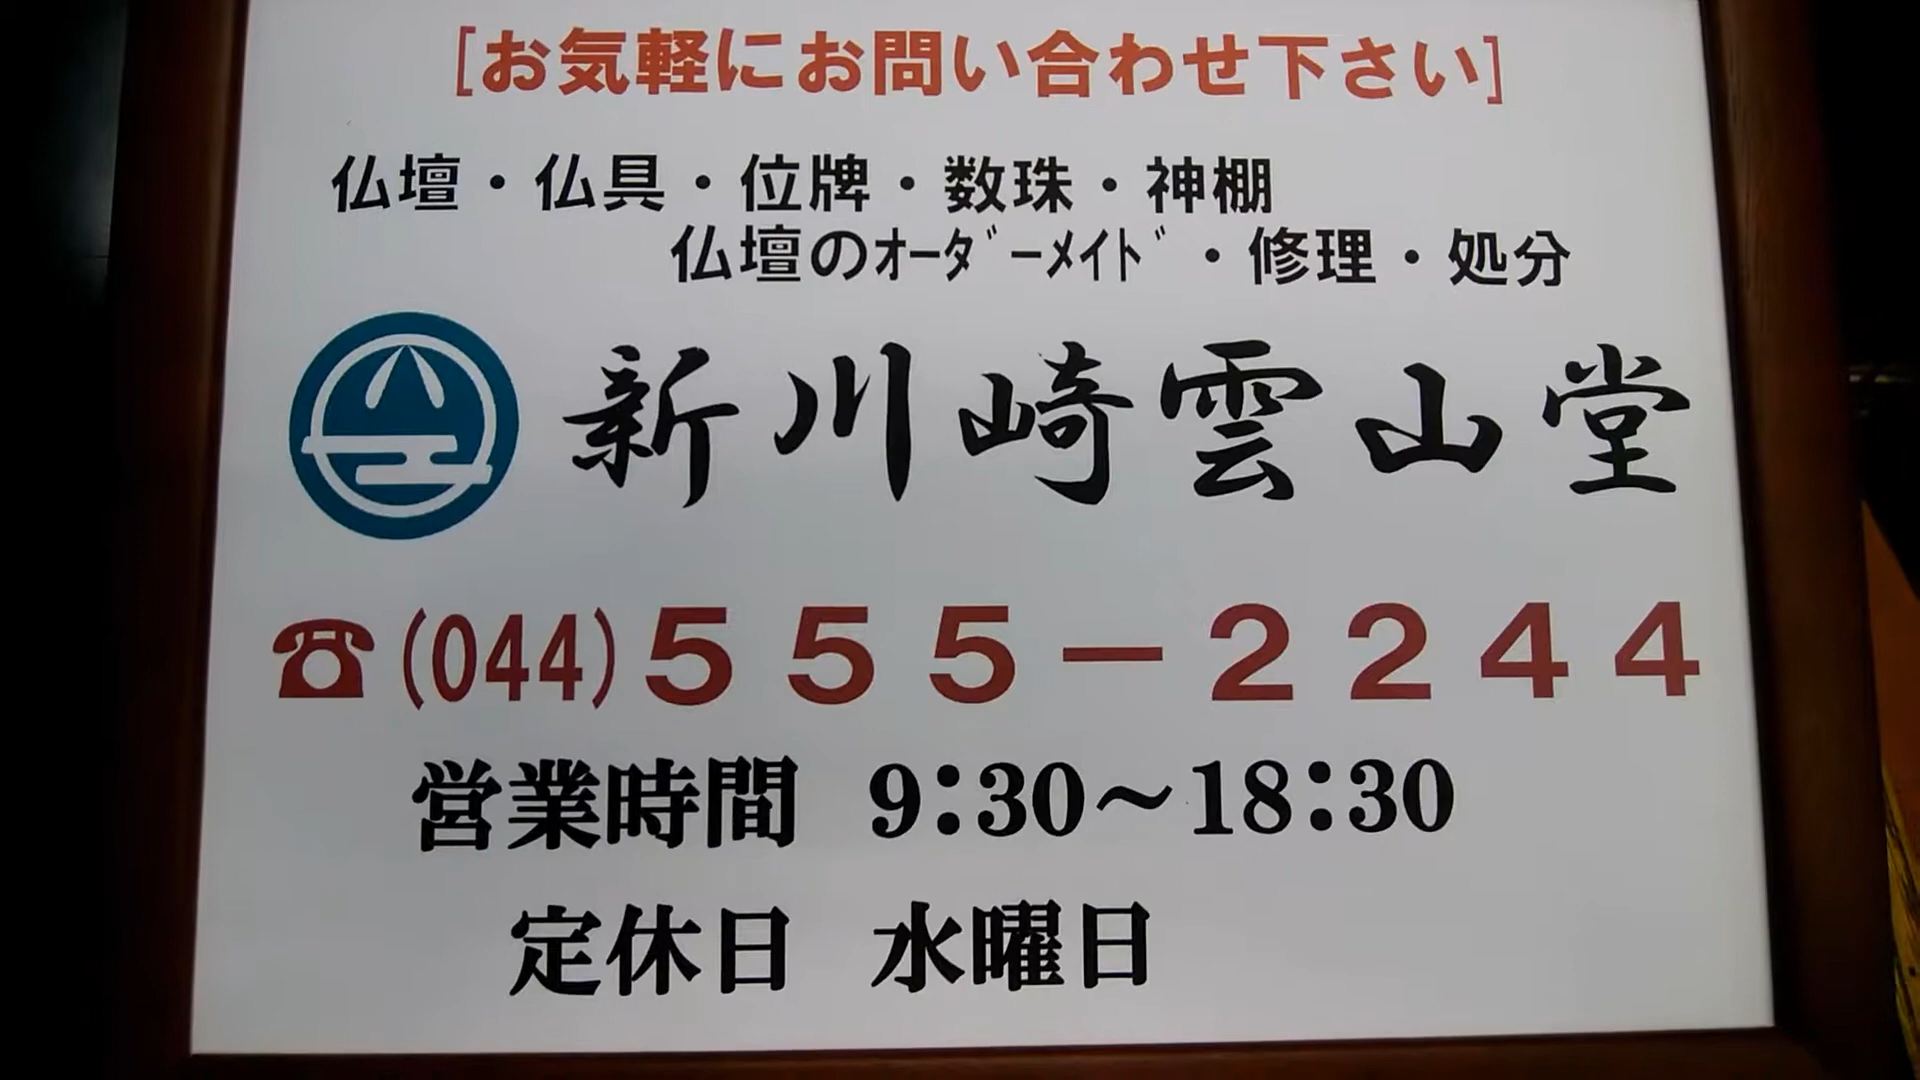 [お気軽にお問い合わせ下さい]
仏壇・仏具・位牌・数珠・神棚
仏壇のｵｰﾀﾞｰﾒｲﾄﾞ・修理・処分
新川崎雲山堂
☎(044)５５５－２２４４
営業時間 9:30～18:30
定休日 水曜日